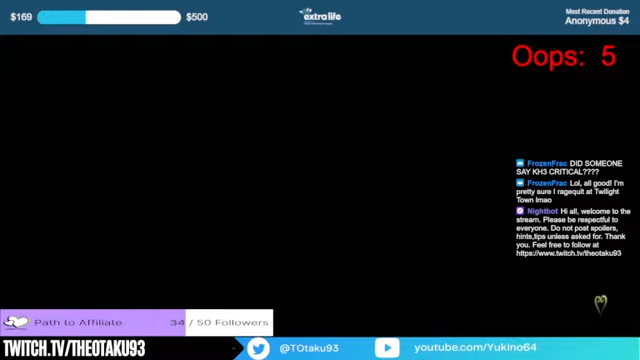 $169
$500
extralife
Most Recent Donation
Anonymous $4
Oops: 5
FrozenFrac DID SOMEONE
SAY KH3 CRITICAL????
FrozenFrac Lol, all good! I'm
pretty sure I ragequit at Twilight
Town lmao
Nightbot Hi all, welcome to the
stream. Please be respectful to
everyone. Do not post spoilers,
hints,tips unless asked for. Thank
you. Feel free to follow at
https://www.twitch.tv/theotaku93
Path to Affiliate 34 / 50 Followers
TWITCH.TV/THEOTAKU93
@TOtaku93
youtube.com/Yukino64